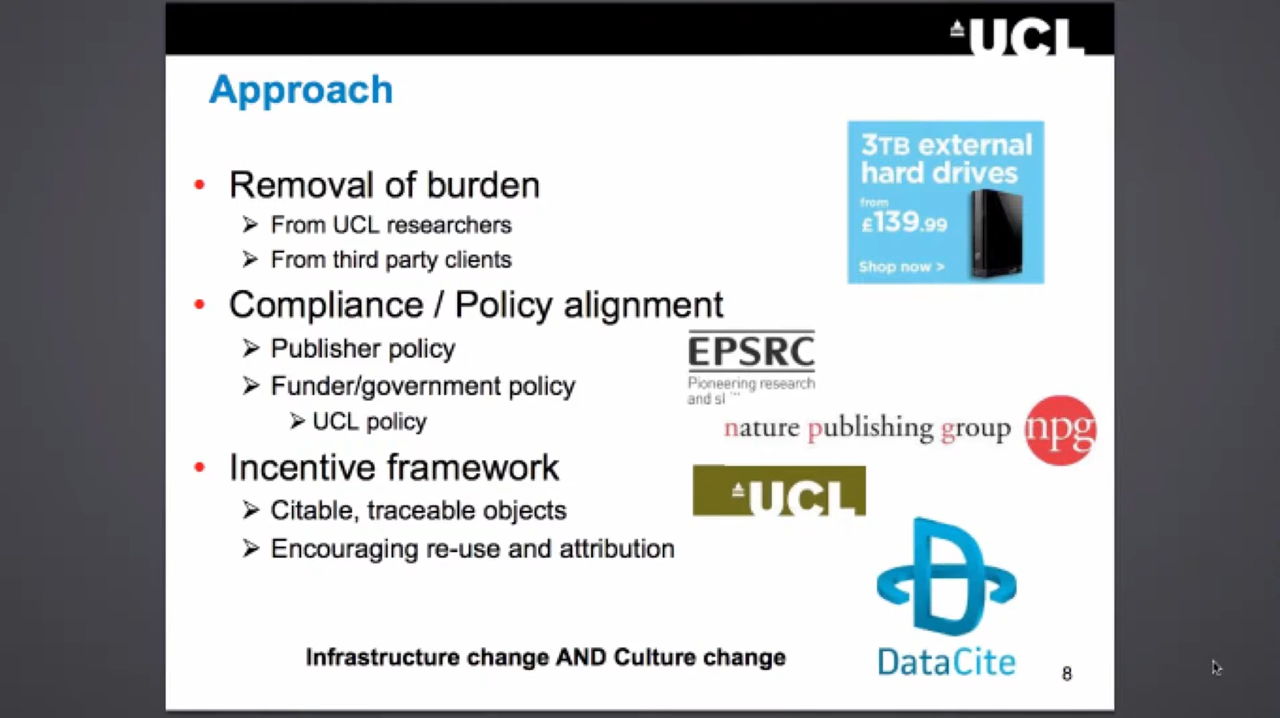 UCL
Approach
3TB external
hard drives
from
£139.99
Shop now >
• Removal of burden
➢ From UCL researchers
➢ From third party clients
• Compliance / Policy alignment
➢ Publisher policy
➢ Funder/government policy
➢ UCL policy
EPSRC
Pioneering research
and
nature publishing group npg
• Incentive framework
➢ Citable, traceable objects
➢ Encouraging re-use and attribution
UCL
DataCite
Infrastructure change AND Culture change
8